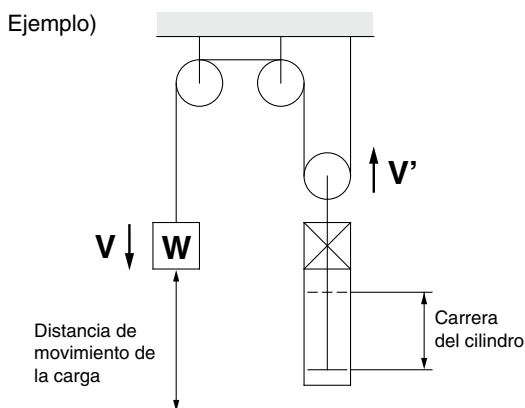 Ejemplo)
V'
V
W
Distancia de
movimiento de
la carga
Carrera
del cilindro